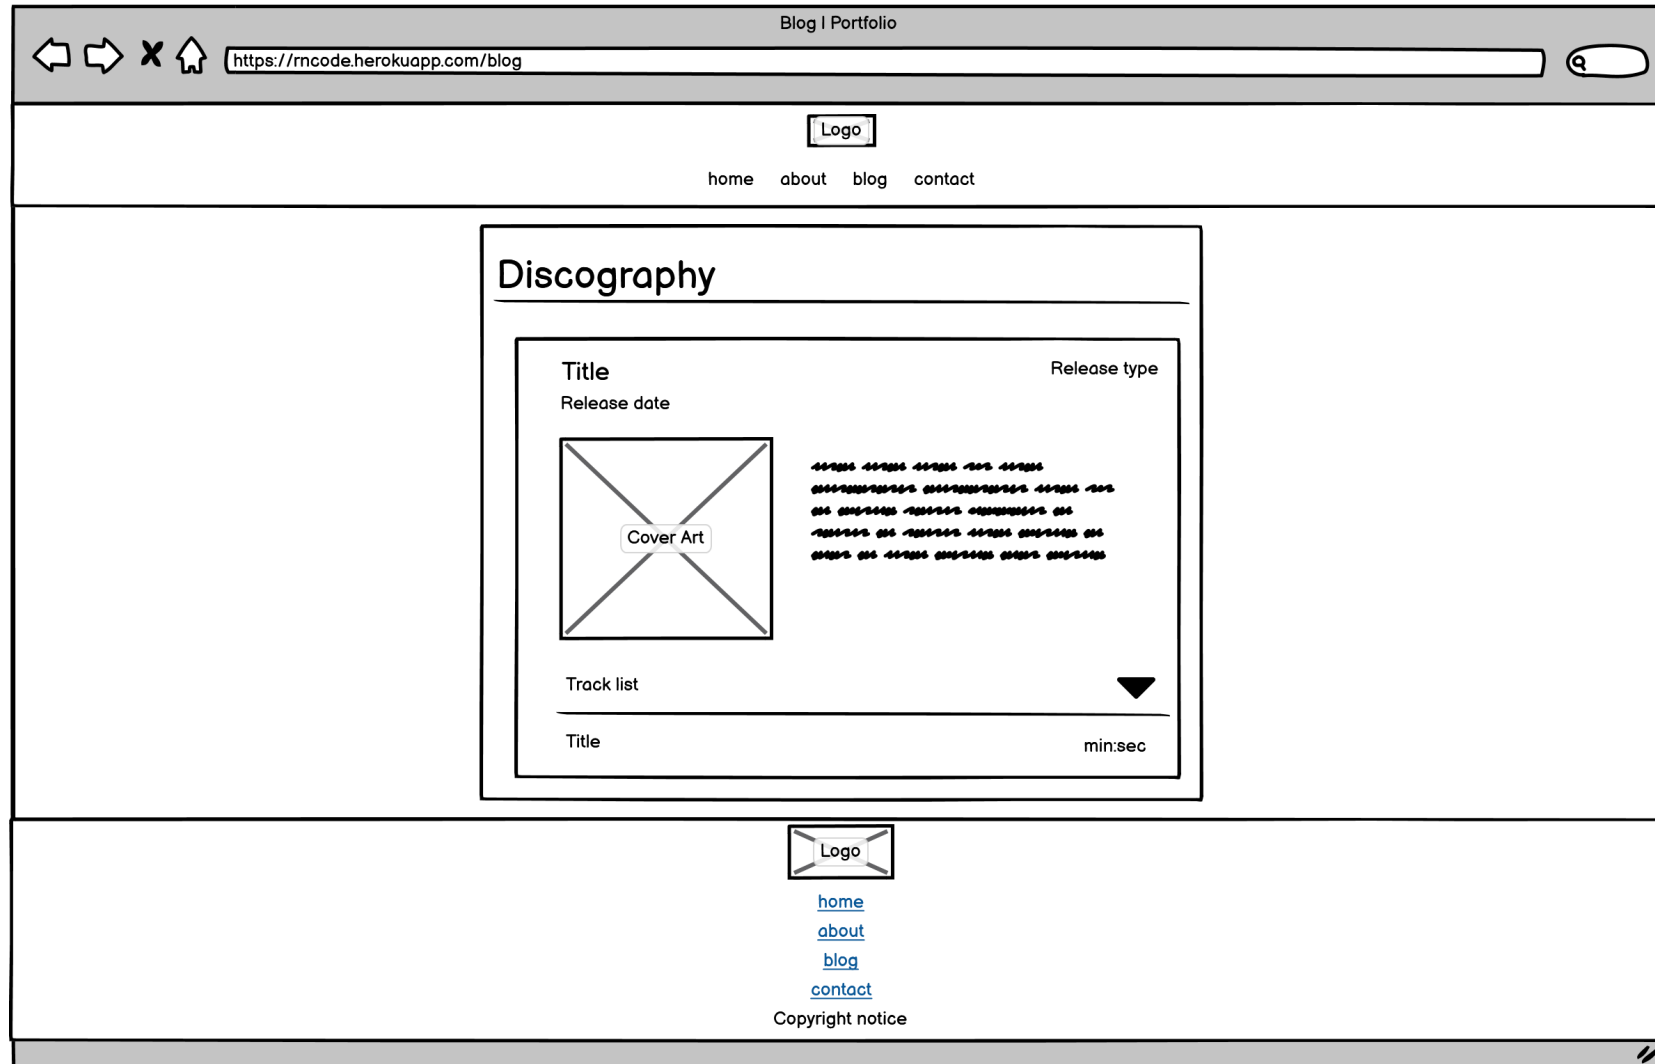 Blog | Portfolio
https://rncode.herokuapp.com/blog
Logo
home about blog contact
Discography
Title
Release type
Release date
Cover Art
Track list
Title
min:sec
Logo
home
about
blog
contact
Copyright notice